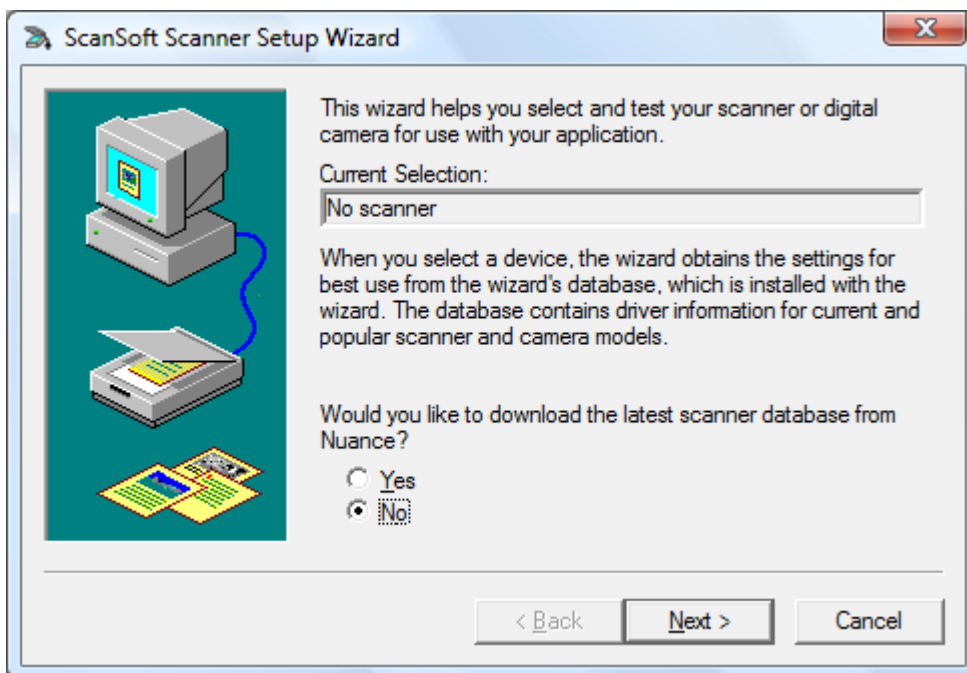 ScanSoft Scanner Setup Wizard
This wizard helps you select and test your scanner or digital
camera for use with your application.
Current Selection:
No scanner
When you select a device, the wizard obtains the settings for
best use from the wizard's database, which is installed with the
wizard. The database contains driver information for current and
popular scanner and camera models.
Would you like to download the latest scanner database from
Nuance?
Yes
No
< Back
Next >
Cancel